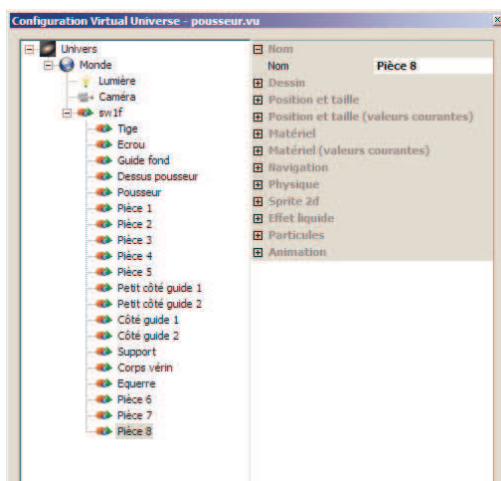 Configuration Virtual Universe - pousseur.vu
Univers
Monde
Lumière
Caméra
sw1f
Tige
Ecrou
Guide fond
Dessus pousseur
Pousseur
Pièce 1
Pièce 2
Pièce 3
Pièce 4
Pièce 5
Petit côté guide 1
Petit côté guide 2
Côté guide 1
Côté guide 2
Support
Corps vérin
Equerre
Pièce 6
Pièce 7
Pièce 8
Nom
Nom Pièce 8
Dessin
Position et taille
Position et taille (valeurs courantes)
Matériel
Matériel (valeurs courantes)
Navigation
Physique
Sprite 2d
Effet liquide
Particules
Animation